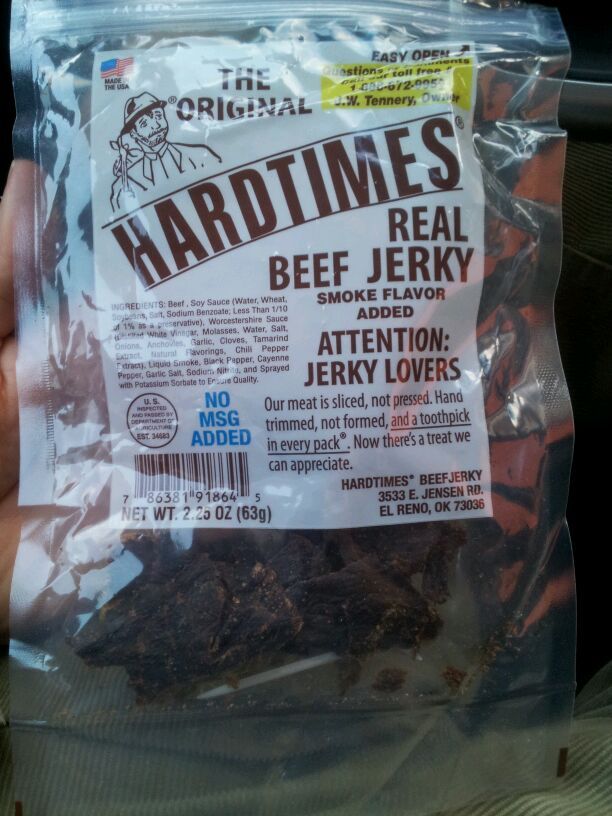 EASY OPEN
MADE IN
THE USA
THE
ORIGINAL®
Questions
toll free
J.W. Tennery, Owner
HARDTIMES®
REAL
BEEF JERKY
SMOKE FLAVOR
ADDED
ATTENTION:
JERKY LOVERS
INGREDIENTS: Beef, Soy Sauce (Water, Wheat,
Soybeans, Salt, Sodium Benzoate; Less Than 1/10
of 1% as a preservative). Worcestershire Sauce
(Distilled White Vinegar, Molasses, Water, Salt,
Onions, Anchovies, Garlic, Cloves, Tamarind
Extract, Natural Flavorings, Chili Pepper
Extract), Liquid Smoke, Black Pepper, Cayenne
Pepper, Garlic Salt, Sodium Nitrite, and Sprayed
with Potassium Sorbate to Ensure Quality.
U.S.
INSPECTED
AND PASSED BY
DEPARTMENT OF
AGRICULTURE
EST. 34683
NO
MSG
ADDED
Our meat is sliced, not pressed. Hand
trimmed, not formed, and a toothpick
in every pack®. Now there's a treat we
can appreciate.
7 86381 91864 5
NET WT. 2.25 OZ (63g)
HARDTIMES® BEEFJERKY
3533 E. JENSEN RD.
EL RENO, OK 73036